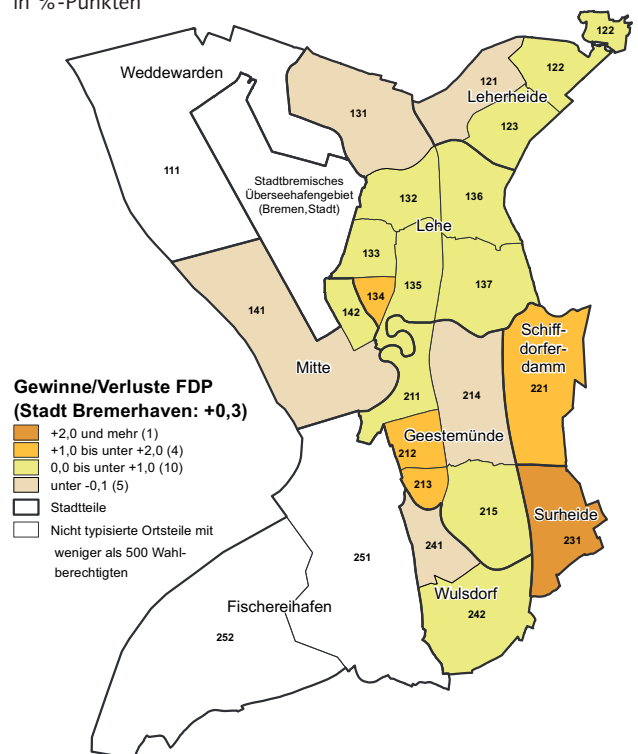 in %-Punkten
122
Weddewarden
122
121
Leherheide
131
123
111
Stadtbremisches
Überseehafengebiet
(Bremen,Stadt)
132
136
Lehe
133
135
137
134
141
142
Schiff-
dorfer-
damm
Mitte
221
211
214
Gewinne/Verluste FDP
(Stadt Bremerhaven: +0,3)
+2,0 und mehr (1)
+1,0 bis unter +2,0 (4)
0,0 bis unter +1,0 (10)
unter -0,1 (5)
Stadtteile
Nicht typisierte Ortsteile mit
weniger als 500 Wahl-
berechtigten
Geestemünde
212
213
215
Surheide
231
241
251
Wulsdorf
242
Fischereihafen
252